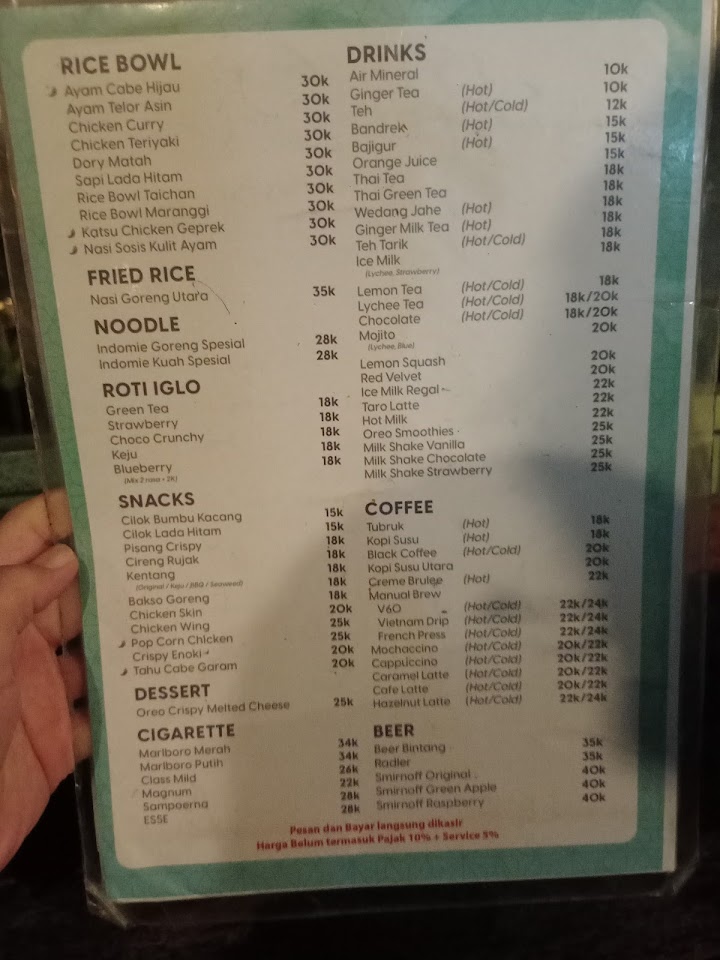 RICE BOWL
Ayam Cabe Hijau 30k
Ayam Telor Asin 30k
Chicken Curry 30k
Chicken Teriyaki 30k
Dory Matah 30k
Sapi Lada Hitam 30k
Rice Bowl Taichan 30k
Rice Bowl Maranggi 30k
Katsu Chicken Geprek 30k
Nasi Sosis Kulit Ayam 30k
FRIED RICE
Nasi Goreng Utara 35k
NOODLE
Indomie Goreng Spesial 28k
Indomie Kuah Spesial 28k
ROTI IGLO
Green Tea 18k
Strawberry 18k
Choco Crunchy 18k
Keju 18k
Blueberry 18k
(Mix 2 rasa + 2k)
SNACKS
Cilok Bumbu Kacang 15k
Cilok Lada Hitam 15k
Pisang Crispy 18k
Cireng Rujak 18k
Kentang 18k
(Original / Keju / BBQ / Seaweed) 18k
Bakso Goreng 18k
Chicken Skin 20k
Chicken Wing 25k
Pop Corn Chicken 25k
Crispy Enoki 20k
Tahu Cabe Garam 20k
DESSERT
Oreo Crispy Melted Cheese 25k
CIGARETTE
Marlboro Merah 34k
Marlboro Putih 34k
Class Mild 26k
Magnum 22k
Sampoerna 28k
ESSE 28k
DRINKS
Air Mineral 10k
Ginger Tea (Hot) 10k
Teh (Hot/Cold) 12k
Bandrek (Hot) 15k
Bajigur (Hot) 15k
Orange Juice 15k
Thai Tea 18k
Thai Green Tea 18k
Wedang Jahe (Hot) 18k
Ginger Milk Tea (Hot) 18k
Teh Tarik (Hot/Cold) 18k
Ice Milk 18k
(Lychee, Strawberry)
Lemon Tea (Hot/Cold) 18k
Lychee Tea (Hot/Cold) 18k/20k
Chocolate (Hot/Cold) 18k/20k
Mojito 20k
(Lychee, Blue)
Lemon Squash 20k
Red Velvet 20k
Ice Milk Regal 22k
Taro Latte 22k
Hot Milk 22k
Oreo Smoothies 25k
Milk Shake Vanilla 25k
Milk Shake Chocolate 25k
Milk Shake Strawberry 25k
COFFEE
Tubruk (Hot) 18k
Kopi Susu (Hot) 18k
Black Coffee (Hot/Cold) 20k
Kopi Susu Utara 20k
Creme Brulee (Hot) 22k
Manual Brew
V60 (Hot/Cold) 22k/24k
Vietnam Drip (Hot/Cold) 22k/24k
French Press (Hot/Cold) 22k/24k
Mochaccino (Hot/Cold) 20k/22k
Cappuccino (Hot/Cold) 20k/22k
Caramel Latte (Hot/Cold) 20k/22k
Cafe Latte (Hot/Cold) 20k/22k
Hazelnut Latte (Hot/Cold) 22k/24k
BEER
Beer Bintang 35k
Radler 35k
Smirnoff Original 40k
Smirnoff Green Apple 40k
Smirnoff Raspberry 40k
Pesan dan Bayar langsung dikasir
Harga Belum termasuk Pajak 10% + Service 5%